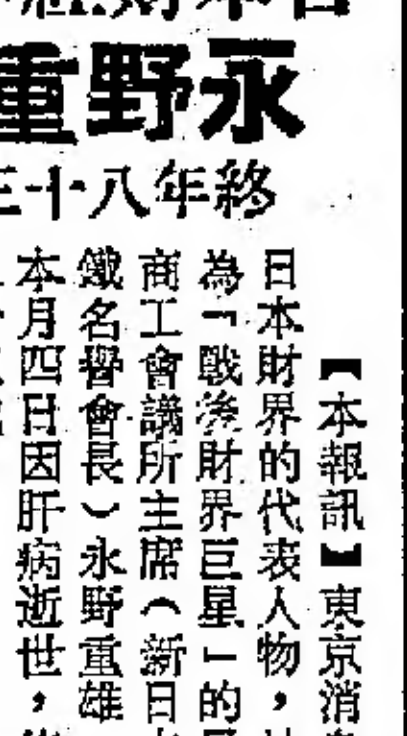 永野重
終年八十三
【本報訊】東京消
日本財界的代表人物，
為「戰後財界巨星」的
商工會議所主席（新日
鐵名譽會長）永野重雄
本月四日因肝病逝世，